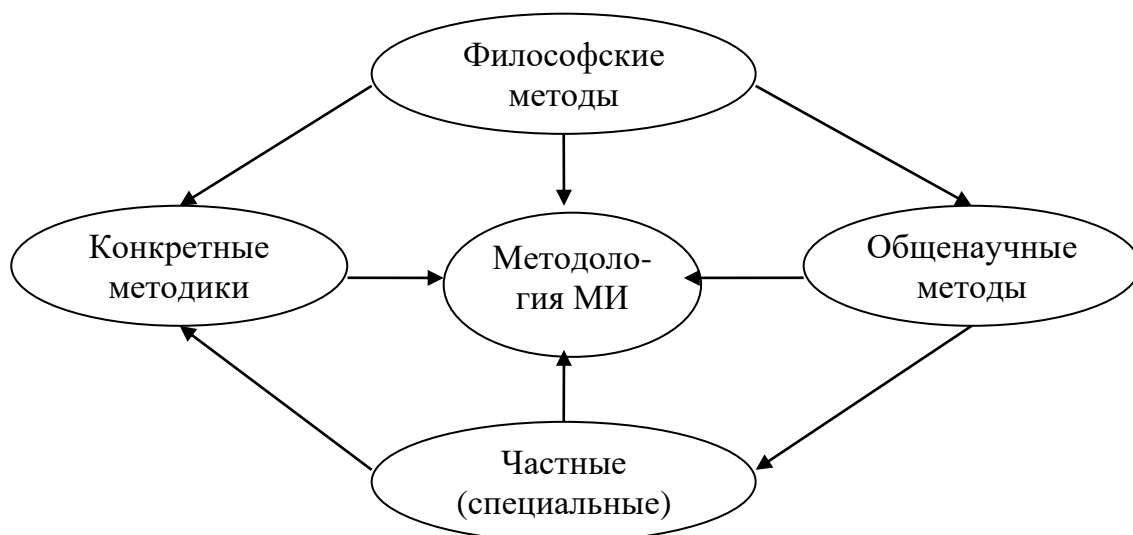 Философские
методы
Конкретные
методики
Методоло-
гия МИ
Общенаучные
методы
Частные
(специальные)